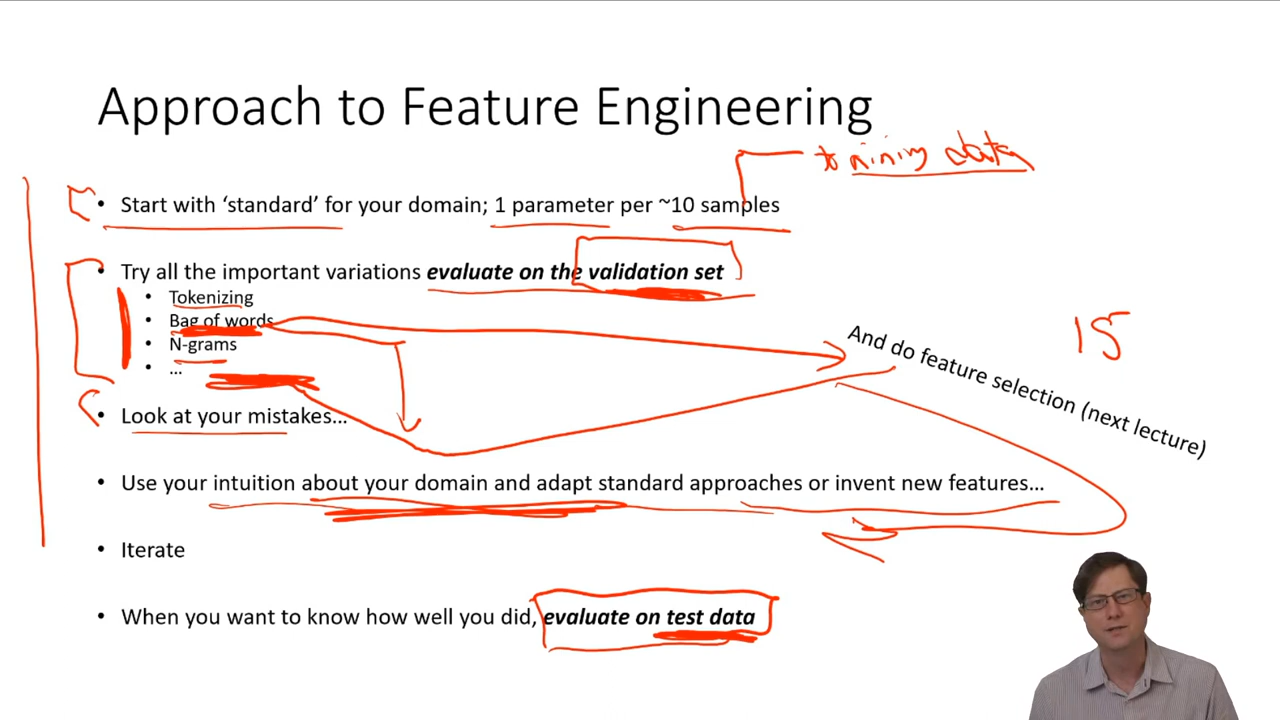 Approach to Feature Engineering
training data
• Start with ‘standard’ for your domain; 1 parameter per ~10 samples
• Try all the important variations evaluate on the validation set
• Tokenizing
• Bag of words
• N-grams
• ...
15
And do feature selection (next lecture)
• Look at your mistakes...
• Use your intuition about your domain and adapt standard approaches or invent new features...
• Iterate
• When you want to know how well you did, evaluate on test data